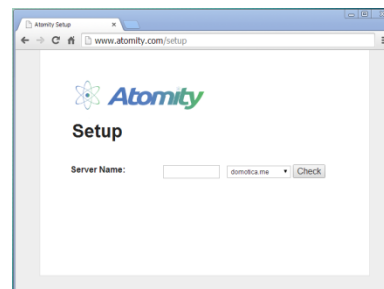 Atomity Setup
www.atomity.com/setup
Atomity
Setup
Server Name: domotica.me Check